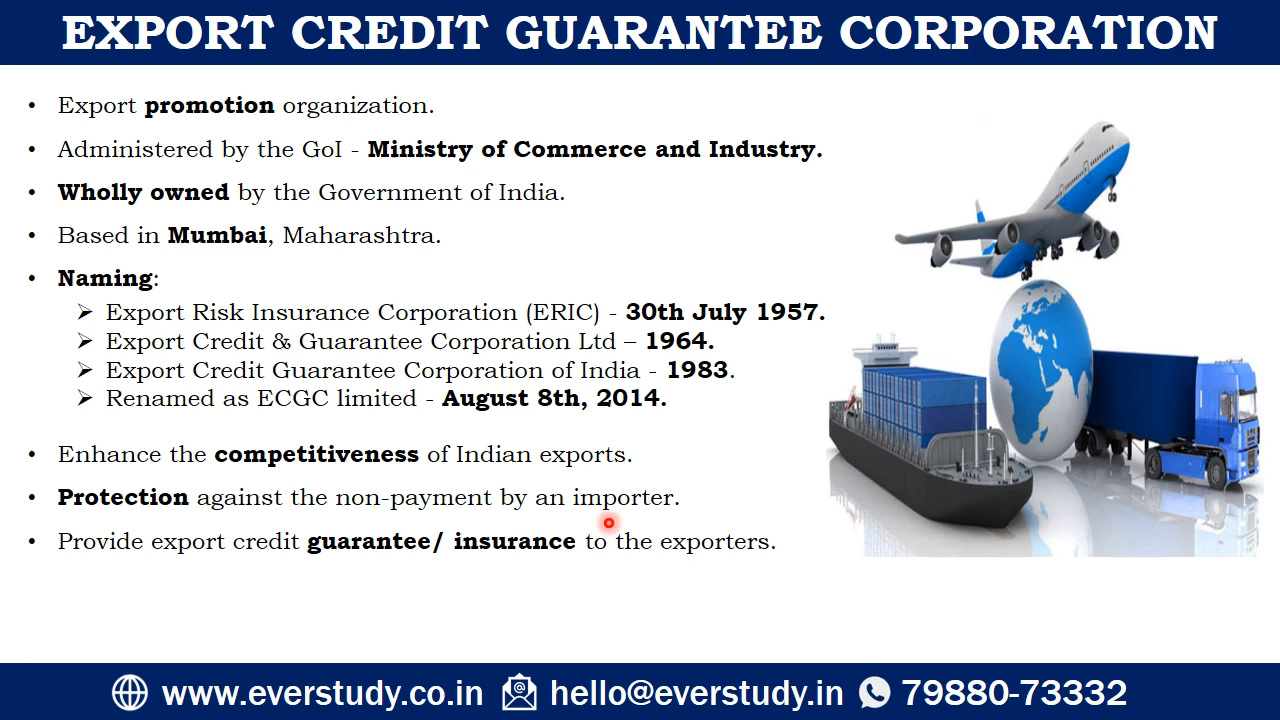 EXPORT CREDIT GUARANTEE CORPORATION
• Export promotion organization.
• Administered by the GoI - Ministry of Commerce and Industry.
• Wholly owned by the Government of India.
• Based in Mumbai, Maharashtra.
• Naming:
➢ Export Risk Insurance Corporation (ERIC) - 30th July 1957.
➢ Export Credit & Guarantee Corporation Ltd – 1964.
➢ Export Credit Guarantee Corporation of India - 1983.
➢ Renamed as ECGC limited - August 8th, 2014.
• Enhance the competitiveness of Indian exports.
• Protection against the non-payment by an importer.
• Provide export credit guarantee/ insurance to the exporters.
www.everstudy.co.in hello@everstudy.in 79880-73332